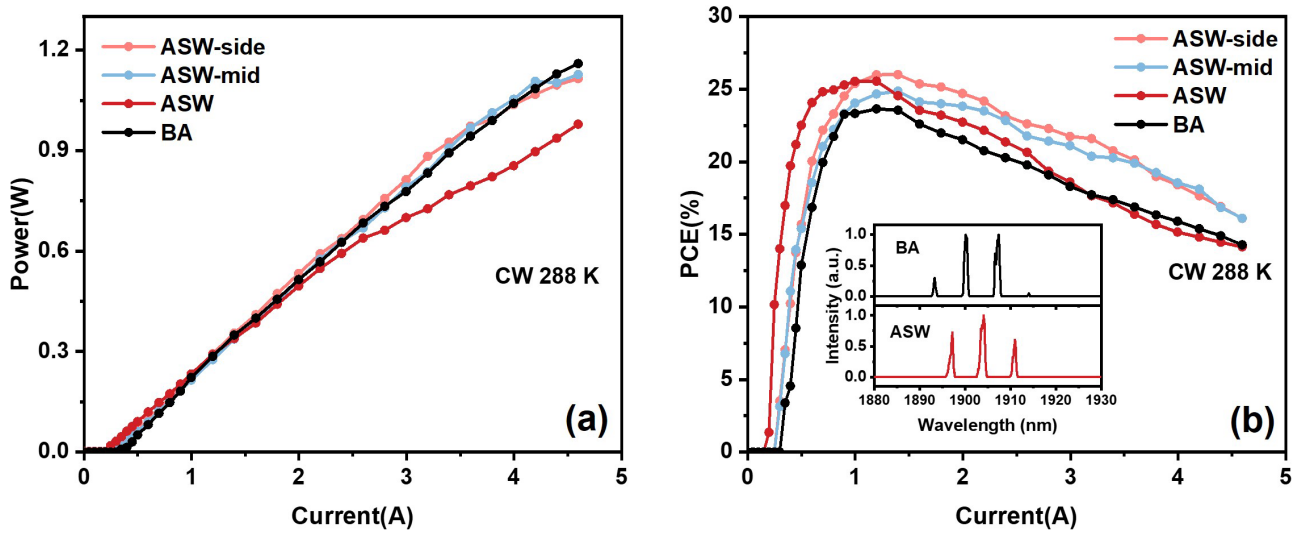 1.2
0.9
0.6
0.3
0.0
Power(W)
ASW-side
ASW-mid
ASW
BA
CW 288 K
(a)
0 1 2 3 4 5
Current(A)
30
25
20
15
10
5
0
PCE(%)
ASW-side
ASW-mid
ASW
BA
CW 288 K
(b)
BA
1.0
0.5
0.0
ASW
1.0
0.5
0.0
Intensity (a.u.)
1880 1890 1900 1910 1920 1930
Wavelength (nm)
0 1 2 3 4 5
Current(A)